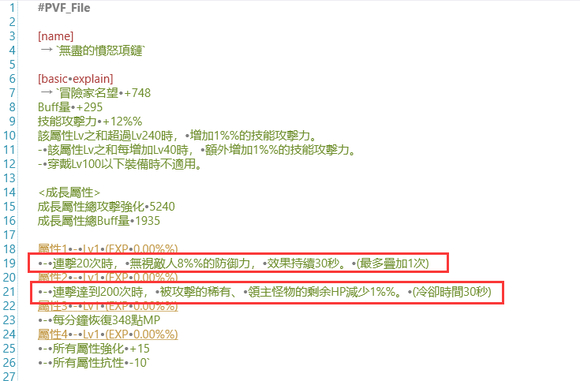 1 #PVF_File
2
3 [name]
4 →`無盡的憤怒項鏈`
5
6 [basic•explain]
7 →`冒險家名望•+748
8 Buff量•+295
9 技能攻擊力•+12%%
10 該屬性Lv之和超過Lv240時，•增加1%%的技能攻擊力。
11 -•該屬性Lv之和每增加Lv40時，•額外增加1%%的技能攻擊力。
12 -•穿戴Lv100以下裝備時不適用。
13
14 <成長屬性>
15 成長屬性總攻擊強化•5240
16 成長屬性總Buff量•1935
17
18 屬性1•-•Lv1•(EXP•0.00%%)
19 •-•連擊20次時，•無視敵人8%%的防御力，•效果持續30秒。•(最多疊加1次)
20 屬性2•-•Lv1•(EXP•0.00%%)
21 •-•連擊達到200次時，•被攻擊的稀有、•領主怪物的剩余HP減少1%%。•(冷卻時間30秒)
22 屬性3•-•Lv1•(EXP•0.00%%)
23 •-•每分鐘恢復348點MP
24 屬性4•-•Lv1•(EXP•0.00%%)
25 •-•所有屬性強化•+15
26 •-•所有屬性抗性•-10`
27